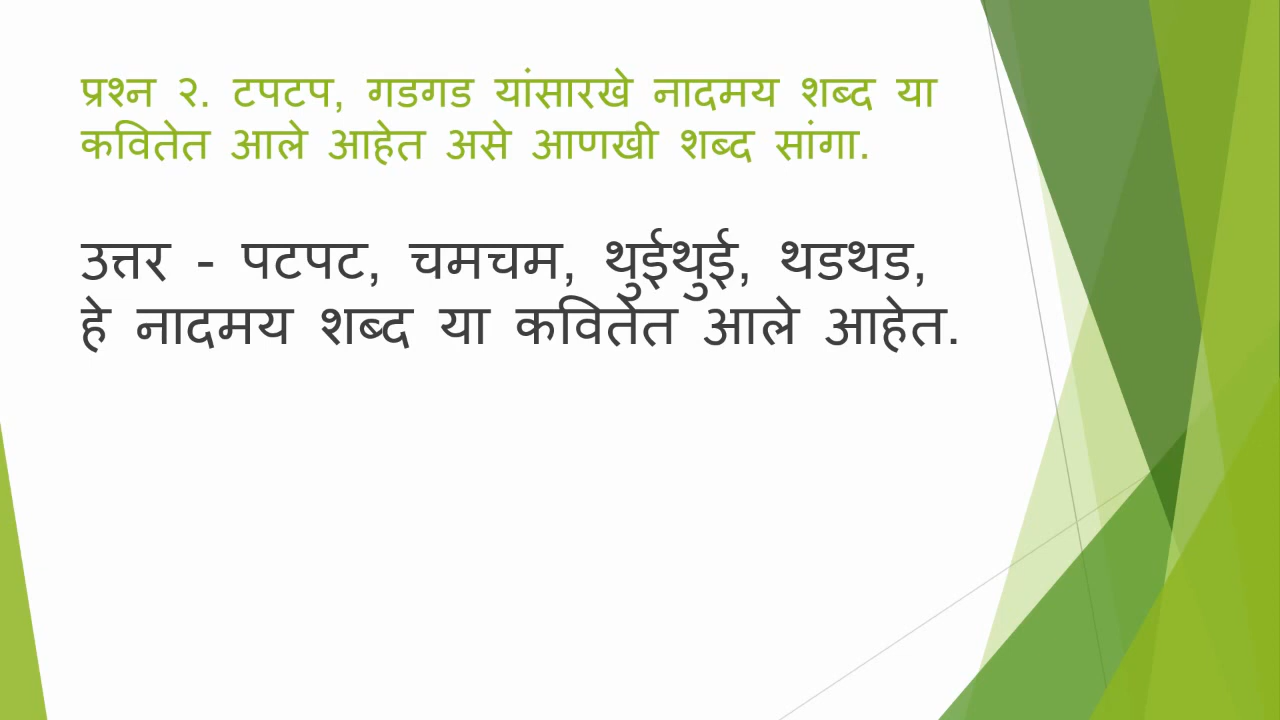 प्रश्न २. टपटप, गडगड यांसारखे नादमय शब्द या
कवितेत आले आहेत असे आणखी शब्द सांगा.
उत्तर - पटपट, चमचम, थुईथुई, थडथड,
हे नादमय शब्द या कवितेत आले आहेत.